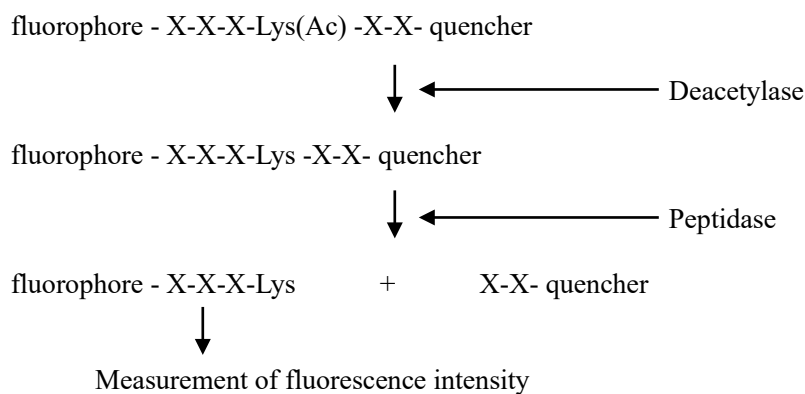 fluorophore - X-X-X-Lys(Ac) -X-X- quencher
Deacetylase
fluorophore - X-X-X-Lys -X-X- quencher
Peptidase
fluorophore - X-X-X-Lys + X-X- quencher
Measurement of fluorescence intensity